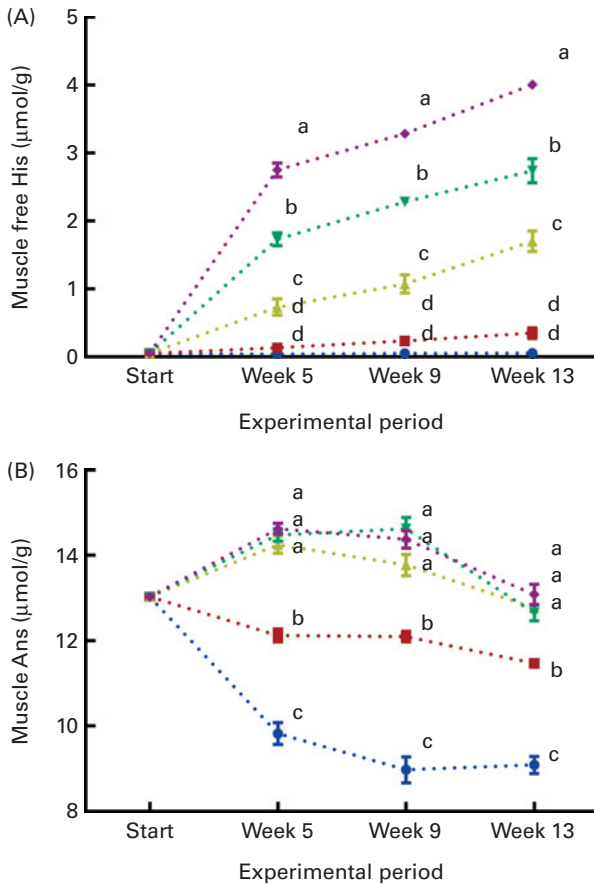 (A)
5
a
4
a
Muscle free His (μmol/g)
a
b
3
b
b
2
c
c
1
c
d
d
d
d
d
d
0
Start Week 5 Week 9 Week 13
Experimental period
(B)
16
a
a
a
a
a
a
a
a
a
14
Muscle Ans (μmol/g)
b
b
12
b
10
c
c
c
8
Start Week 5 Week 9 Week 13
Experimental period